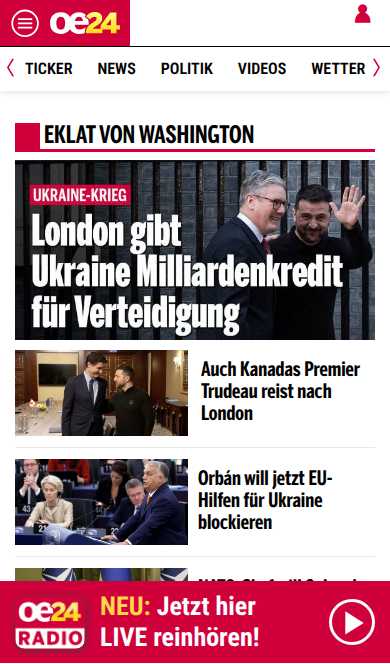 oe24
TICKER NEWS POLITIK VIDEOS WETTER
EKLAT VON WASHINGTON
UKRAINE-KRIEG
London gibt
Ukraine Milliardenkredit
für Verteidigung
Auch Kanadas Premier
Trudeau reist nach
London
Orbán will jetzt EU-
Hilfen für Ukraine
blockieren
oe24
RADIO
NEU: Jetzt hier
LIVE reinhören!